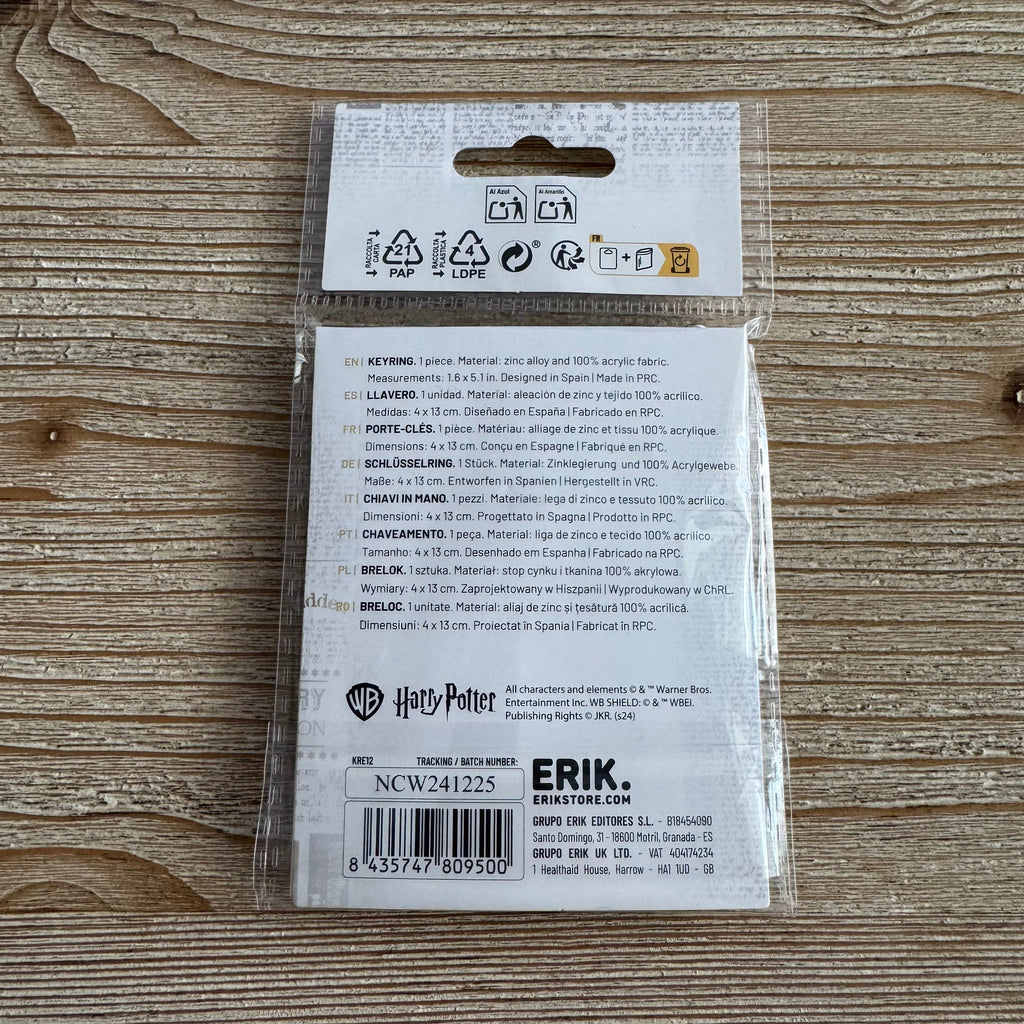 Al Azul
Al Amarillo
RACCOLTA CARTA
21
PAP
RACCOLTA PLASTICA
4
LDPE
®
FR
+
EN| KEYRING. 1 piece. Material: zinc alloy and 100% acrylic fabric.
Measurements: 1.6 x 5.1 in. Designed in Spain | Made in PRC.
ES| LLAVERO. 1 unidad. Material: aleación de zinc y tejido 100% acrílico.
Medidas: 4 x 13 cm. Diseñado en España | Fabricado en RPC.
FR| PORTE-CLÉS. 1 pièce. Matériau: alliage de zinc et tissu 100% acrylique.
Dimensions: 4 x 13 cm. Conçu en Espagne | Fabriqué en RPC.
DE| SCHLÜSSELRING. 1 Stück. Material: Zinklegierung und 100% Acrylgewebe.
Maße: 4 x 13 cm. Entworfen in Spanien | Hergestellt in VRC.
IT| CHIAVI IN MANO. 1 pezzi. Materiale: lega di zinco e tessuto 100% acrilico.
Dimensioni: 4 x 13 cm. Progettato in Spagna | Prodotto in RPC.
PT| CHAVEAMENTO. 1 peça. Material: liga de zinco e tecido 100% acrílico.
Tamanho: 4 x 13 cm. Desenhado em Espanha | Fabricado na RPC.
PL| BRELOK. 1 sztuka. Materiał: stop cynku i tkanina 100% akrylowa.
Wymiary: 4 x 13 cm. Zaprojektowany w Hiszpanii | Wyprodukowany w ChRL.
RO| BRELOC. 1 unitate. Material: aliaj de zinc și țesătură 100% acrilică.
Dimensiuni: 4 x 13 cm. Proiectat în Spania | Fabricat în RPC.
WB Harry Potter
All characters and elements © & ™ Warner Bros.
Entertainment Inc. WB SHIELD: © & ™ WBEI.
Publishing Rights © JKR. (s24)
KRE12 TRACKING / BATCH NUMBER:
NCW241225
8 435747 809500
ERIK.
ERIKSTORE.COM
GRUPO ERIK EDITORES S.L. - B18454090
Santo Domingo, 31 - 18600 Motril, Granada - ES
GRUPO ERIK UK LTD. - VAT 404174234
1 Healthaid House, Harrow - HA1 1UD - GB